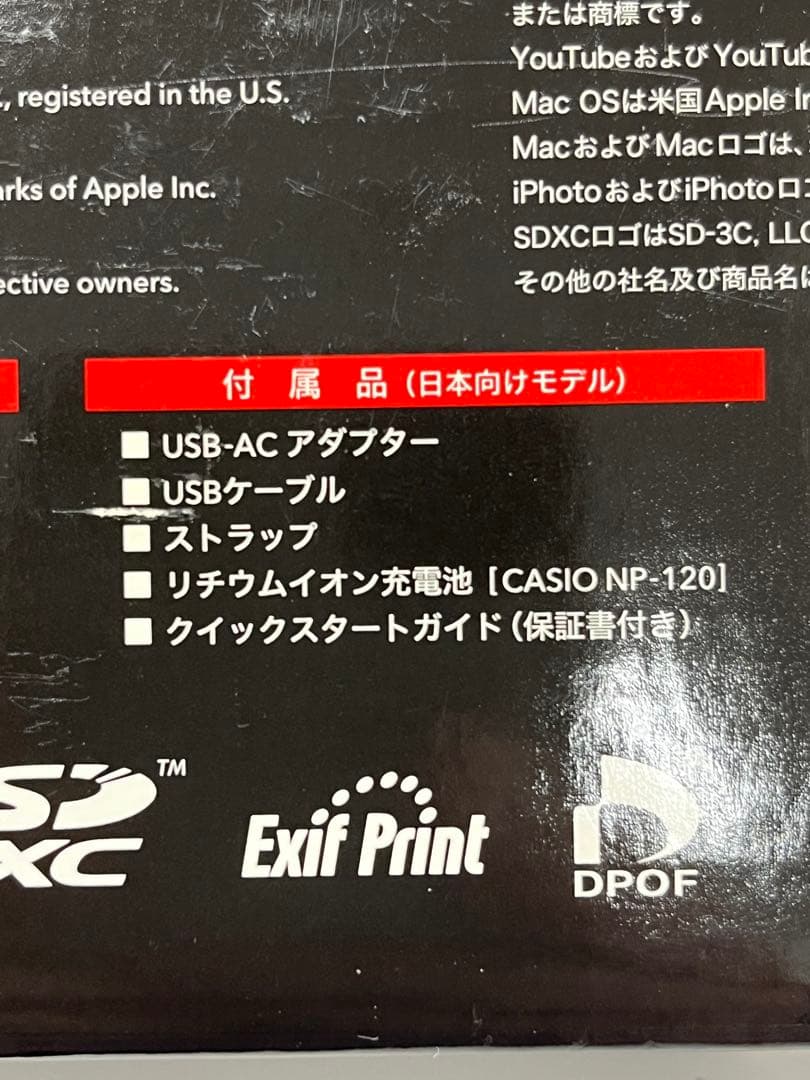 registered in the U.S.
of Apple Inc.
owners.
または商標です。
YouTubeおよび
Mac OSは米国Apple
MacおよびMacロゴは、
iPhotoおよびiPhoto
SDXCロゴはSD-3C,
その他の社名及び商品名
付 属 品 (日本向けモデル)
■ USB-AC アダプター
■ USBケーブル
■ ストラップ
■ リチウムイオン充電池 [CASIO NP-120]
■ クイックスタートガイド (保証書付き)
SD™
XC
Exif Print
DPOF